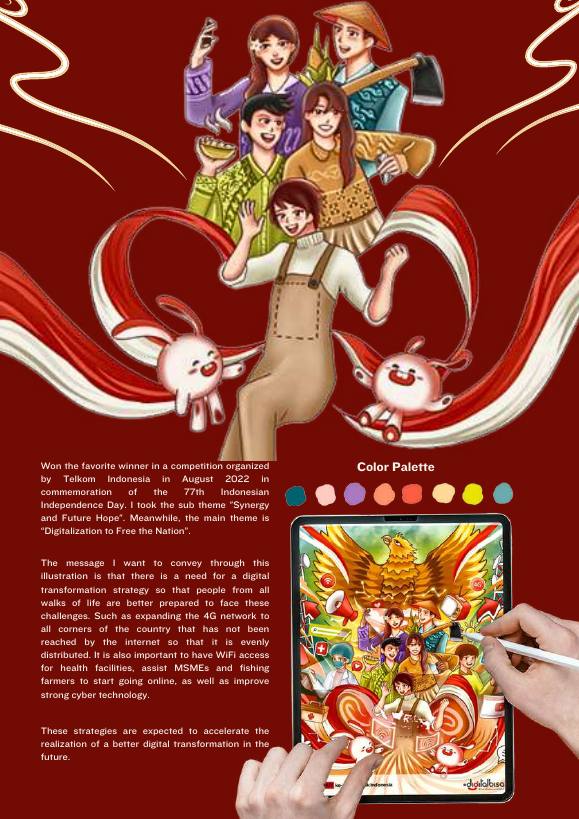 Won the favorite winner in a competition organized
by Telkom Indonesia in August 2022 in
commemoration of the 77th Indonesian
Independence Day. I took the sub theme "Synergy
and Future Hope". Meanwhile, the main theme is
"Digitalization to Free the Nation".
The message I want to convey through this
illustration is that there is a need for a digital
transformation strategy so that people from all
walks of life are better prepared to face these
challenges. Such as expanding the 4G network to
all corners of the country that has not been
reached by the internet so that it is evenly
distributed. It is also important to have WiFi access
for health facilities, assist MSMEs and fishing
farmers to start going online, as well as improve
strong cyber technology.
These strategies are expected to accelerate the
realization of a better digital transformation in the
future.
Color Palette
4G
digitalbisa